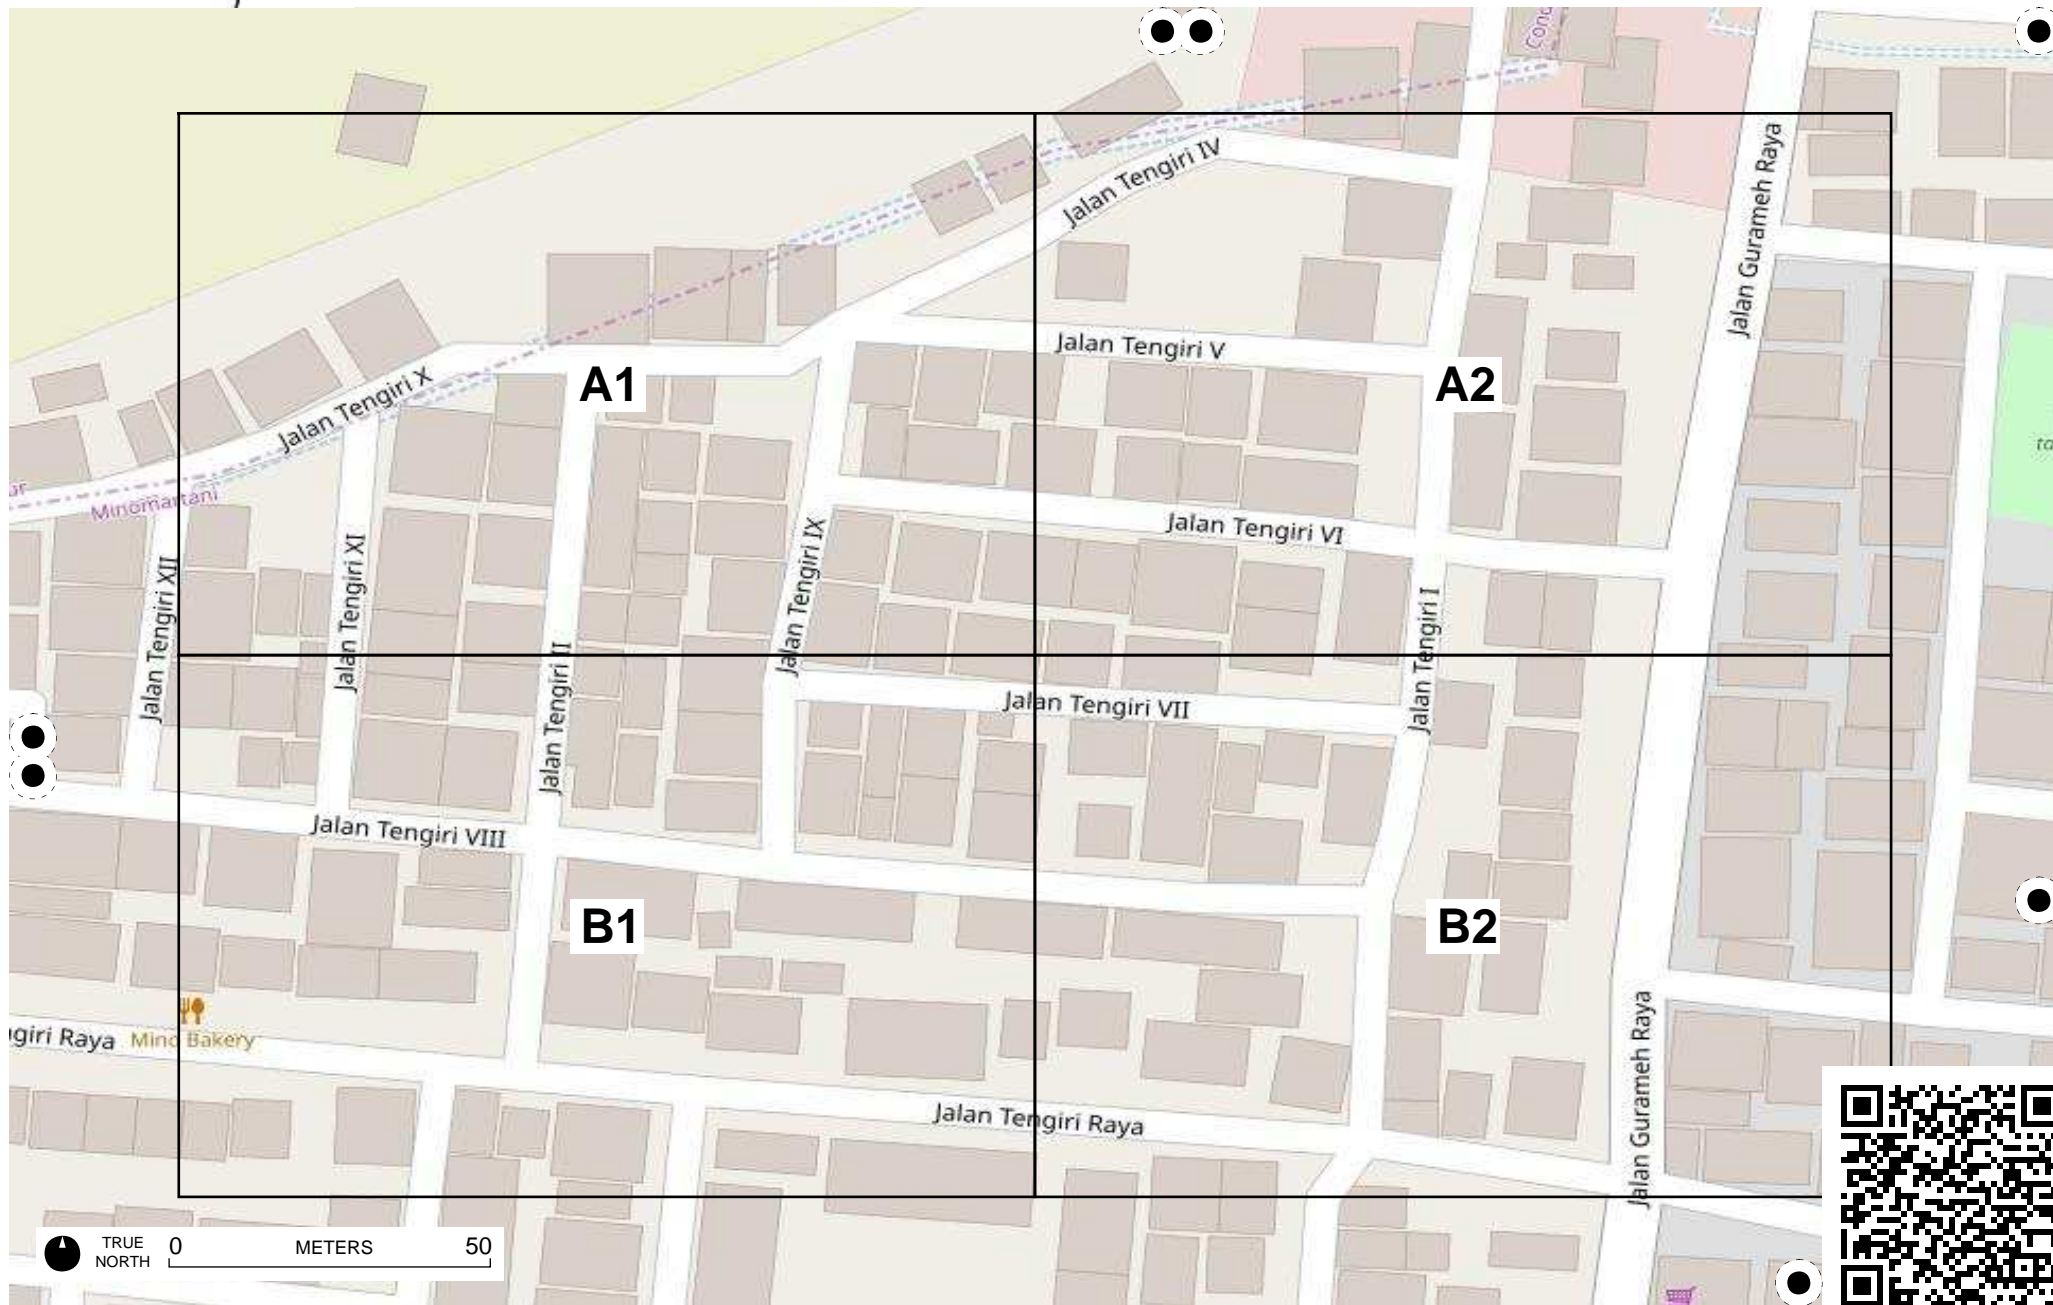 Cond
Jalan Tengiri IV
Jalan Gurameh Raya
Jalan Tengiri V
A1
A2
Jalan Tengiri X
Minomartani
Jalan Tengiri VI
Jalan Tengiri XII
Jalan Tengiri XI
Jalan Tengiri IX
Jalan Tengiri II
Jalan Tengiri I
Jalan Tengiri VII
Jalan Tengiri VIII
B1
B2
giri Raya
Mino Bakery
Jalan Gurameh Raya
Jalan Tengiri Raya
TRUE NORTH
0 METERS 50